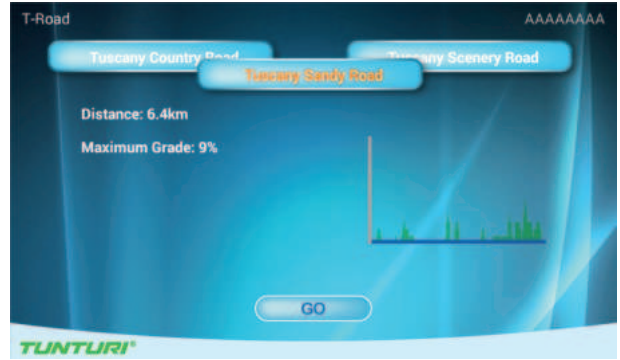 T-Road
AAAAAAAA
Tuscany Country Road
Tuscany Scenery Road
Tuscany Sandy Road
Distance: 6.4km
Maximum Grade: 9%
GO
TUNTURI®